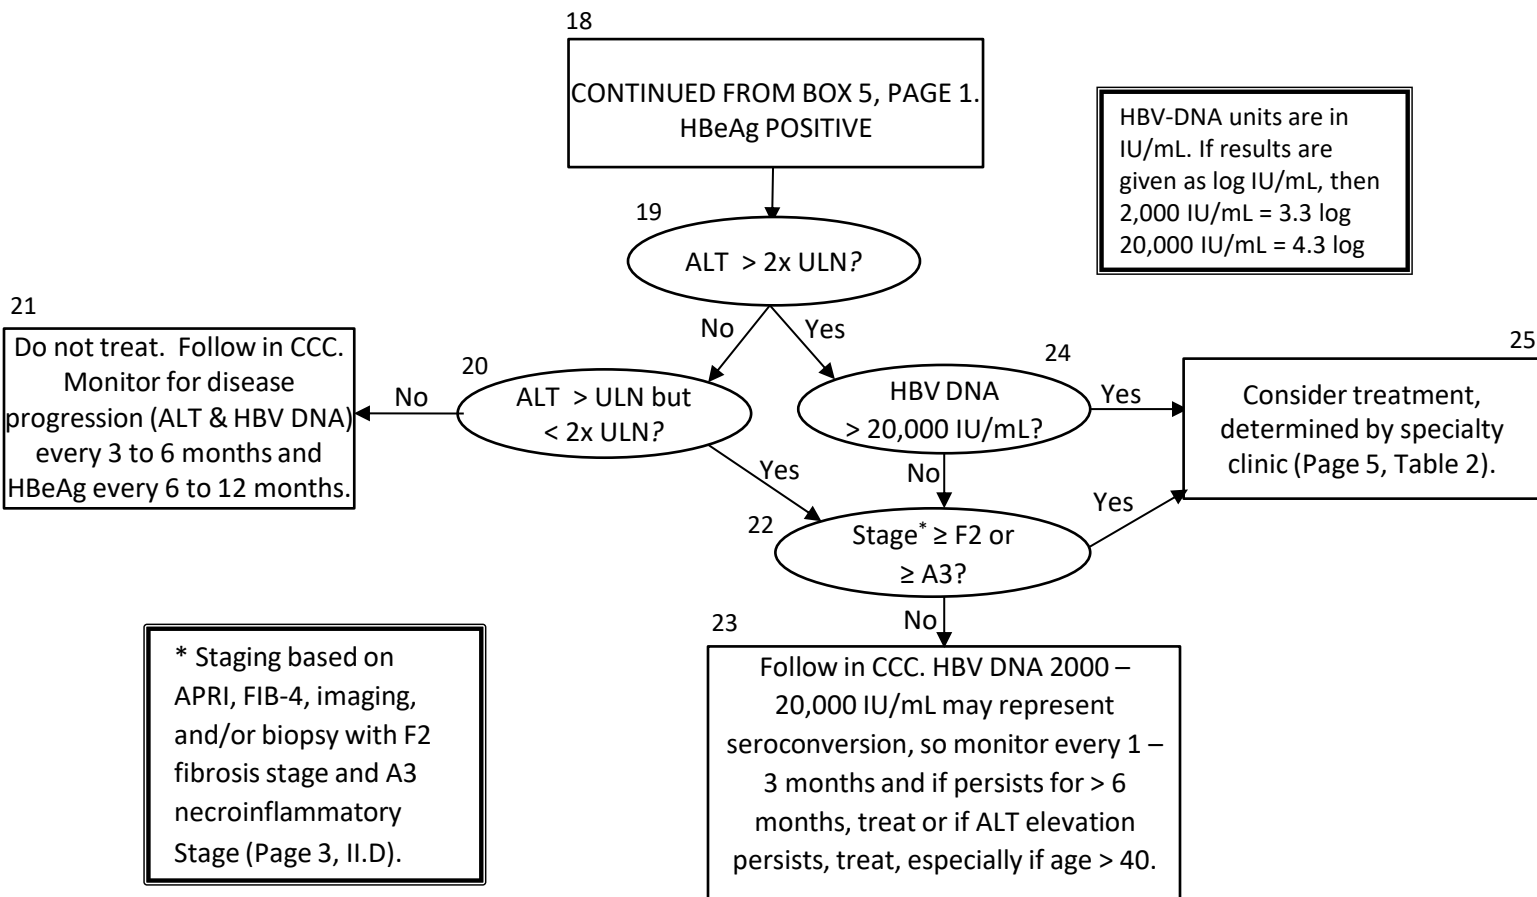 18
CONTINUED FROM BOX 5, PAGE 1.
HBeAg POSITIVE
HBV-DNA units are in
IU/mL. If results are
given as log IU/mL, then
2,000 IU/mL = 3.3 log
20,000 IU/mL = 4.3 log
19
ALT > 2x ULN?
No
Yes
21
Do not treat. Follow in CCC.
Monitor for disease
progression (ALT & HBV DNA)
every 3 to 6 months and
HBeAg every 6 to 12 months.
No
20
ALT > ULN but
< 2x ULN?
Yes
24
HBV DNA
> 20,000 IU/mL?
Yes
No
25
Consider treatment,
determined by specialty
clinic (Page 5, Table 2).
22
Stage* ≥ F2 or
≥ A3?
Yes
No
23
Follow in CCC. HBV DNA 2000 –
20,000 IU/mL may represent
seroconversion, so monitor every 1 –
3 months and if persists for > 6
months, treat or if ALT elevation
persists, treat, especially if age > 40.
* Staging based on
APRI, FIB-4, imaging,
and/or biopsy with F2
fibrosis stage and A3
necroinflammatory
Stage (Page 3, II.D).